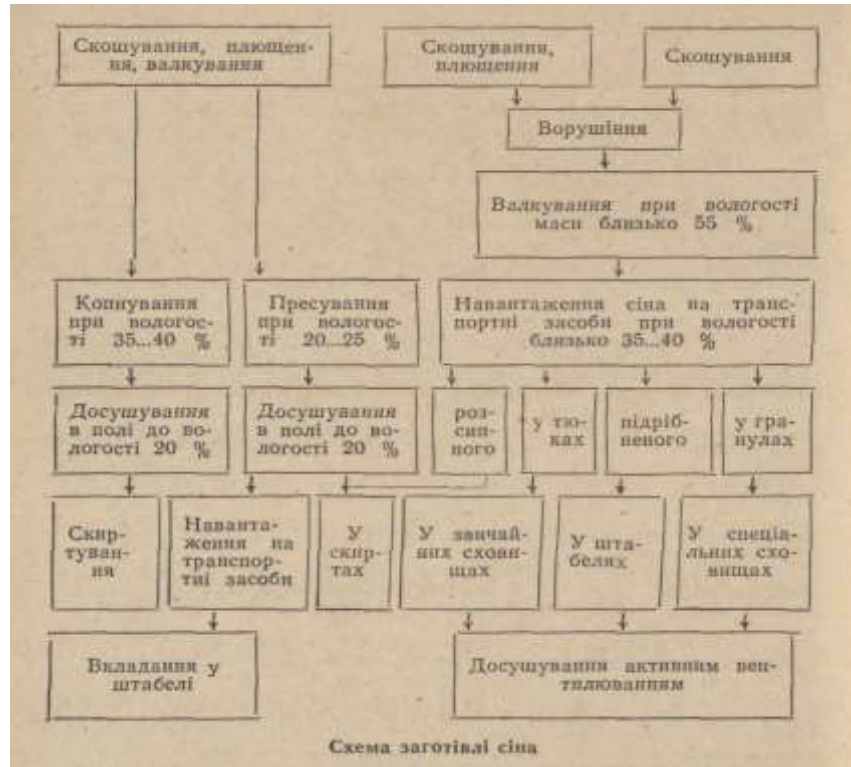 Скошування, плющен-
ня, валкування
Скошування,
плющення
Скошування
Ворушіння
Валкування при вологості
маси близько 55 %
Копнування
при вологос-
ті 35...40 %
Пресування
при вологос-
ті 20...25 %
Навантаження сіна на транс-
портні засоби при вологості
близько 35...40 %
Досушування
в полі до во-
логості 20 %
Досушування
в полі до во-
логості 20 %
роз-
сип-
ного
у тю-
ках
підріб-
неного
у гра-
нулах
Скир-
туван-
ня
Наванта-
ження на
транспор-
тні засоби
У
скир-
тах
У звичай-
них схови-
щах
У шта-
белях
У спеціа-
льних схо-
вищах
Вкладання у
штабелі
Досушування активним вен-
тилюванням
Схема заготівлі сіна